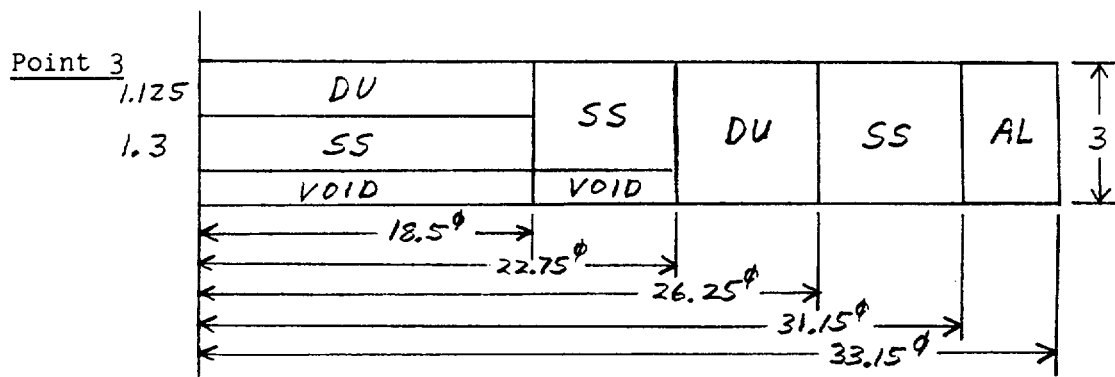 Point 3
1.125 DU SS DU SS AL 3
1.3 SS
VOID VOID
18.5ϕ
22.75ϕ
26.25ϕ
31.15ϕ
33.15ϕ